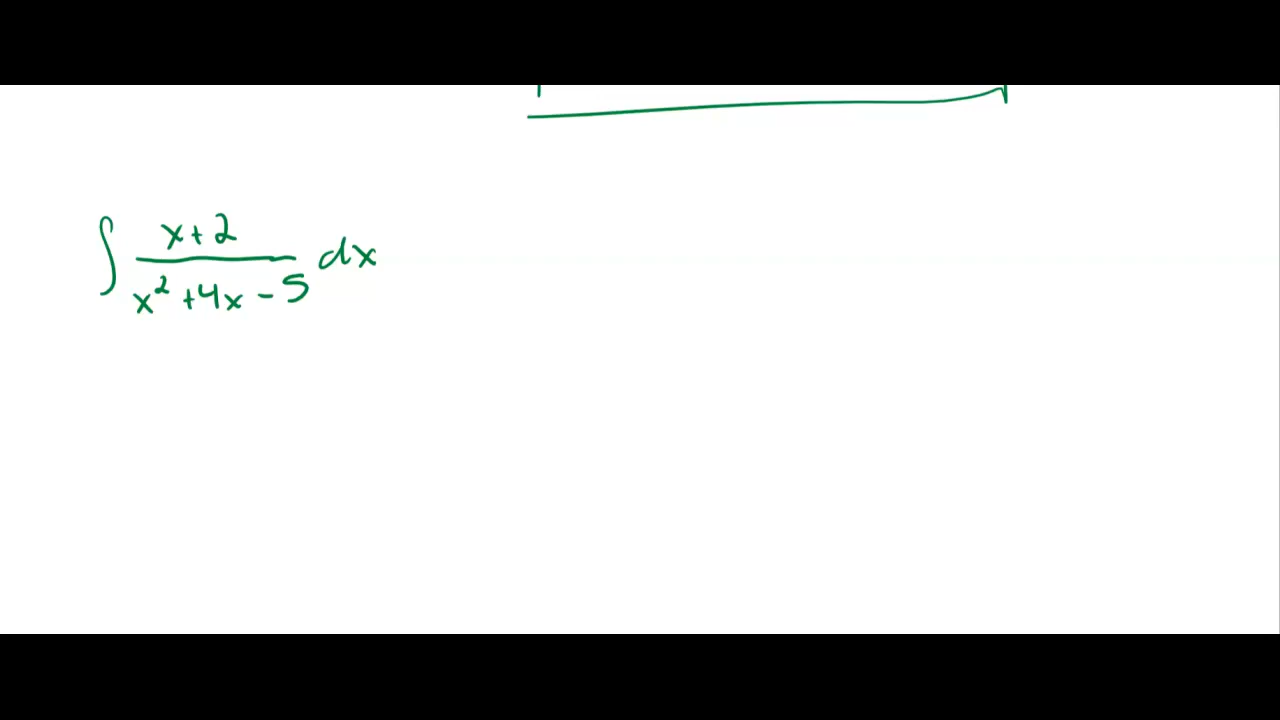 ∫ x+2 / x² +4x -5 dx